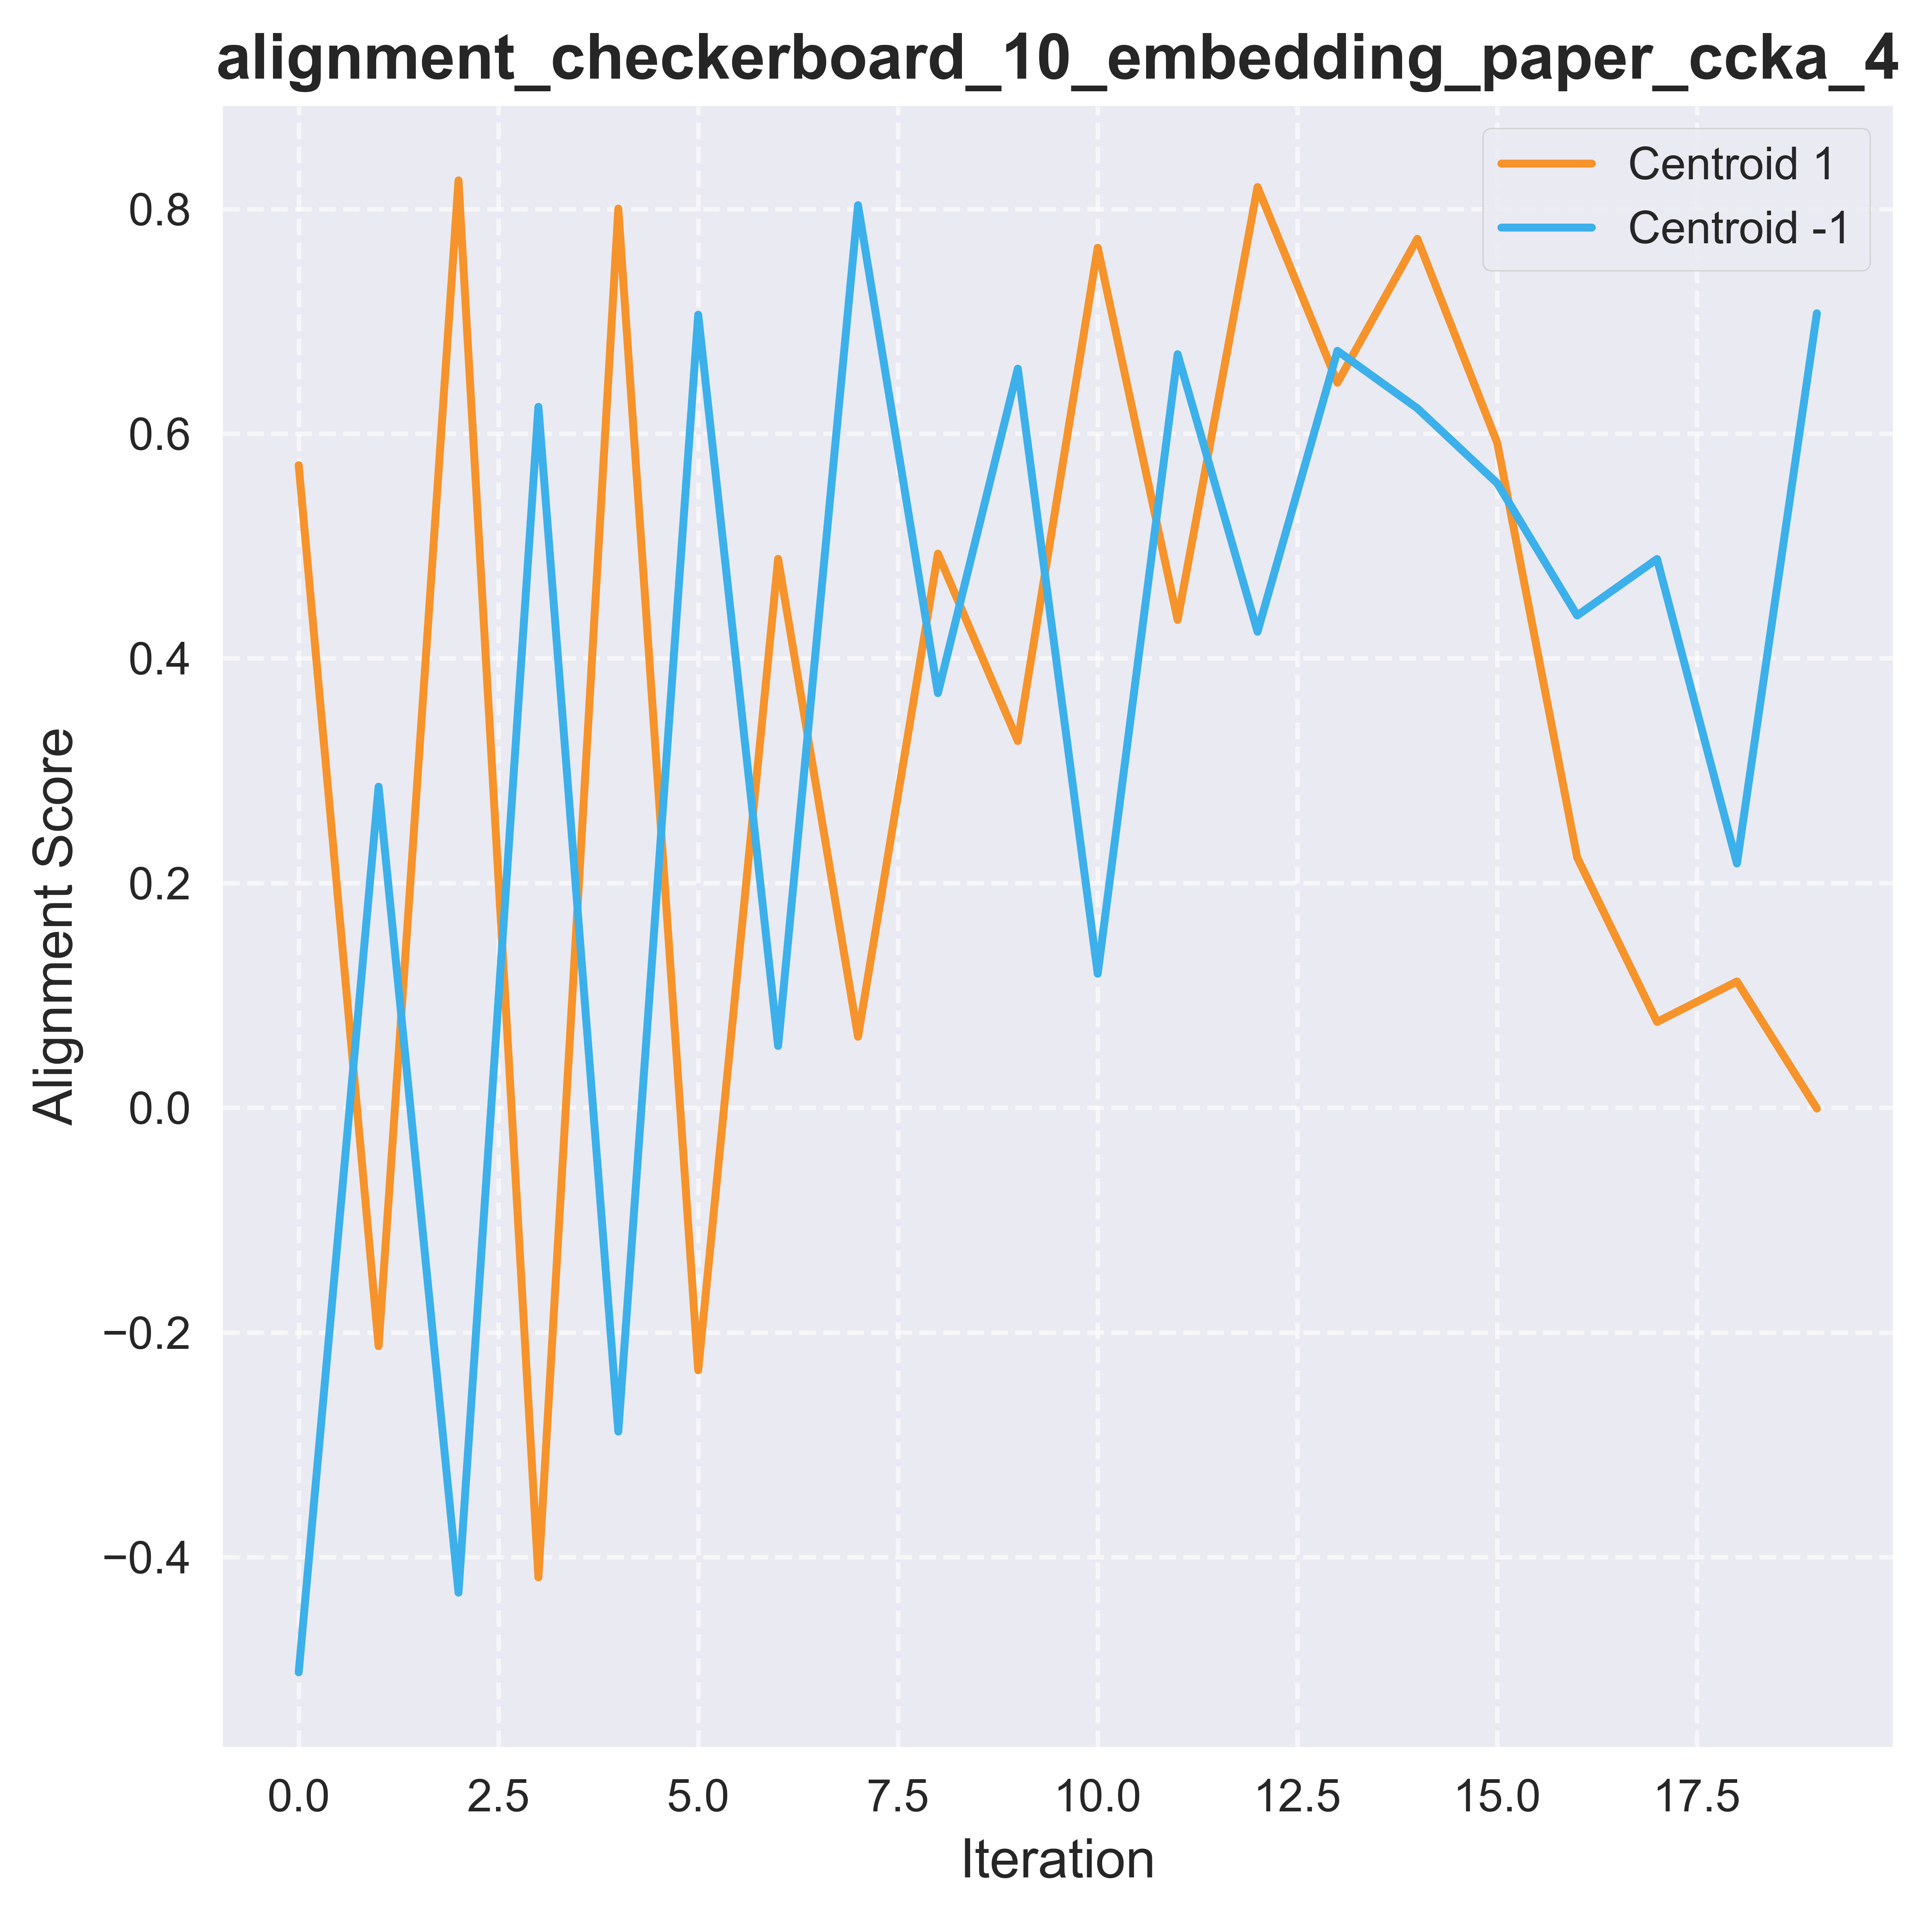 alignment_checkerboard_10_embedding_paper_ccka_4
Centroid 1
Centroid -1
0.8
0.6
0.4
0.2
0.0
−0.2
−0.4
Alignment Score
0.0 2.5 5.0 7.5 10.0 12.5 15.0 17.5
Iteration